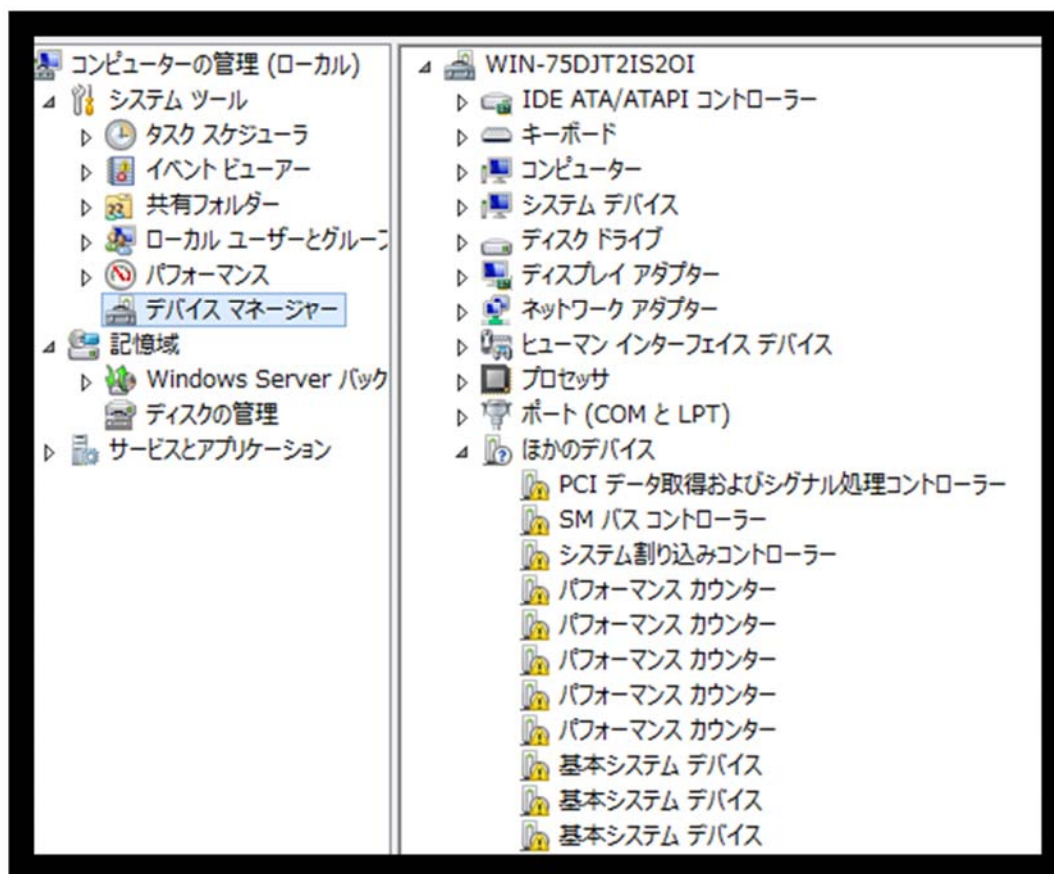 コンピューターの管理 (ローカル)
システム ツール
タスク スケジューラ
イベント ビューアー
共有フォルダー
ローカル ユーザーとグループ
パフォーマンス
デバイス マネージャー
記憶域
Windows Server バック
ディスクの管理
サービスとアプリケーション
WIN-75DJT2IS2OI
IDE ATA/ATAPI コントローラー
キーボード
コンピューター
システム デバイス
ディスク ドライブ
ディスプレイ アダプター
ネットワーク アダプター
ヒューマン インターフェイス デバイス
プロセッサ
ポート (COM と LPT)
ほかのデバイス
PCI データ取得およびシグナル処理コントローラー
SM バス コントローラー
システム割り込みコントローラー
パフォーマンス カウンター
パフォーマンス カウンター
パフォーマンス カウンター
パフォーマンス カウンター
パフォーマンス カウンター
基本システム デバイス
基本システム デバイス
基本システム デバイス